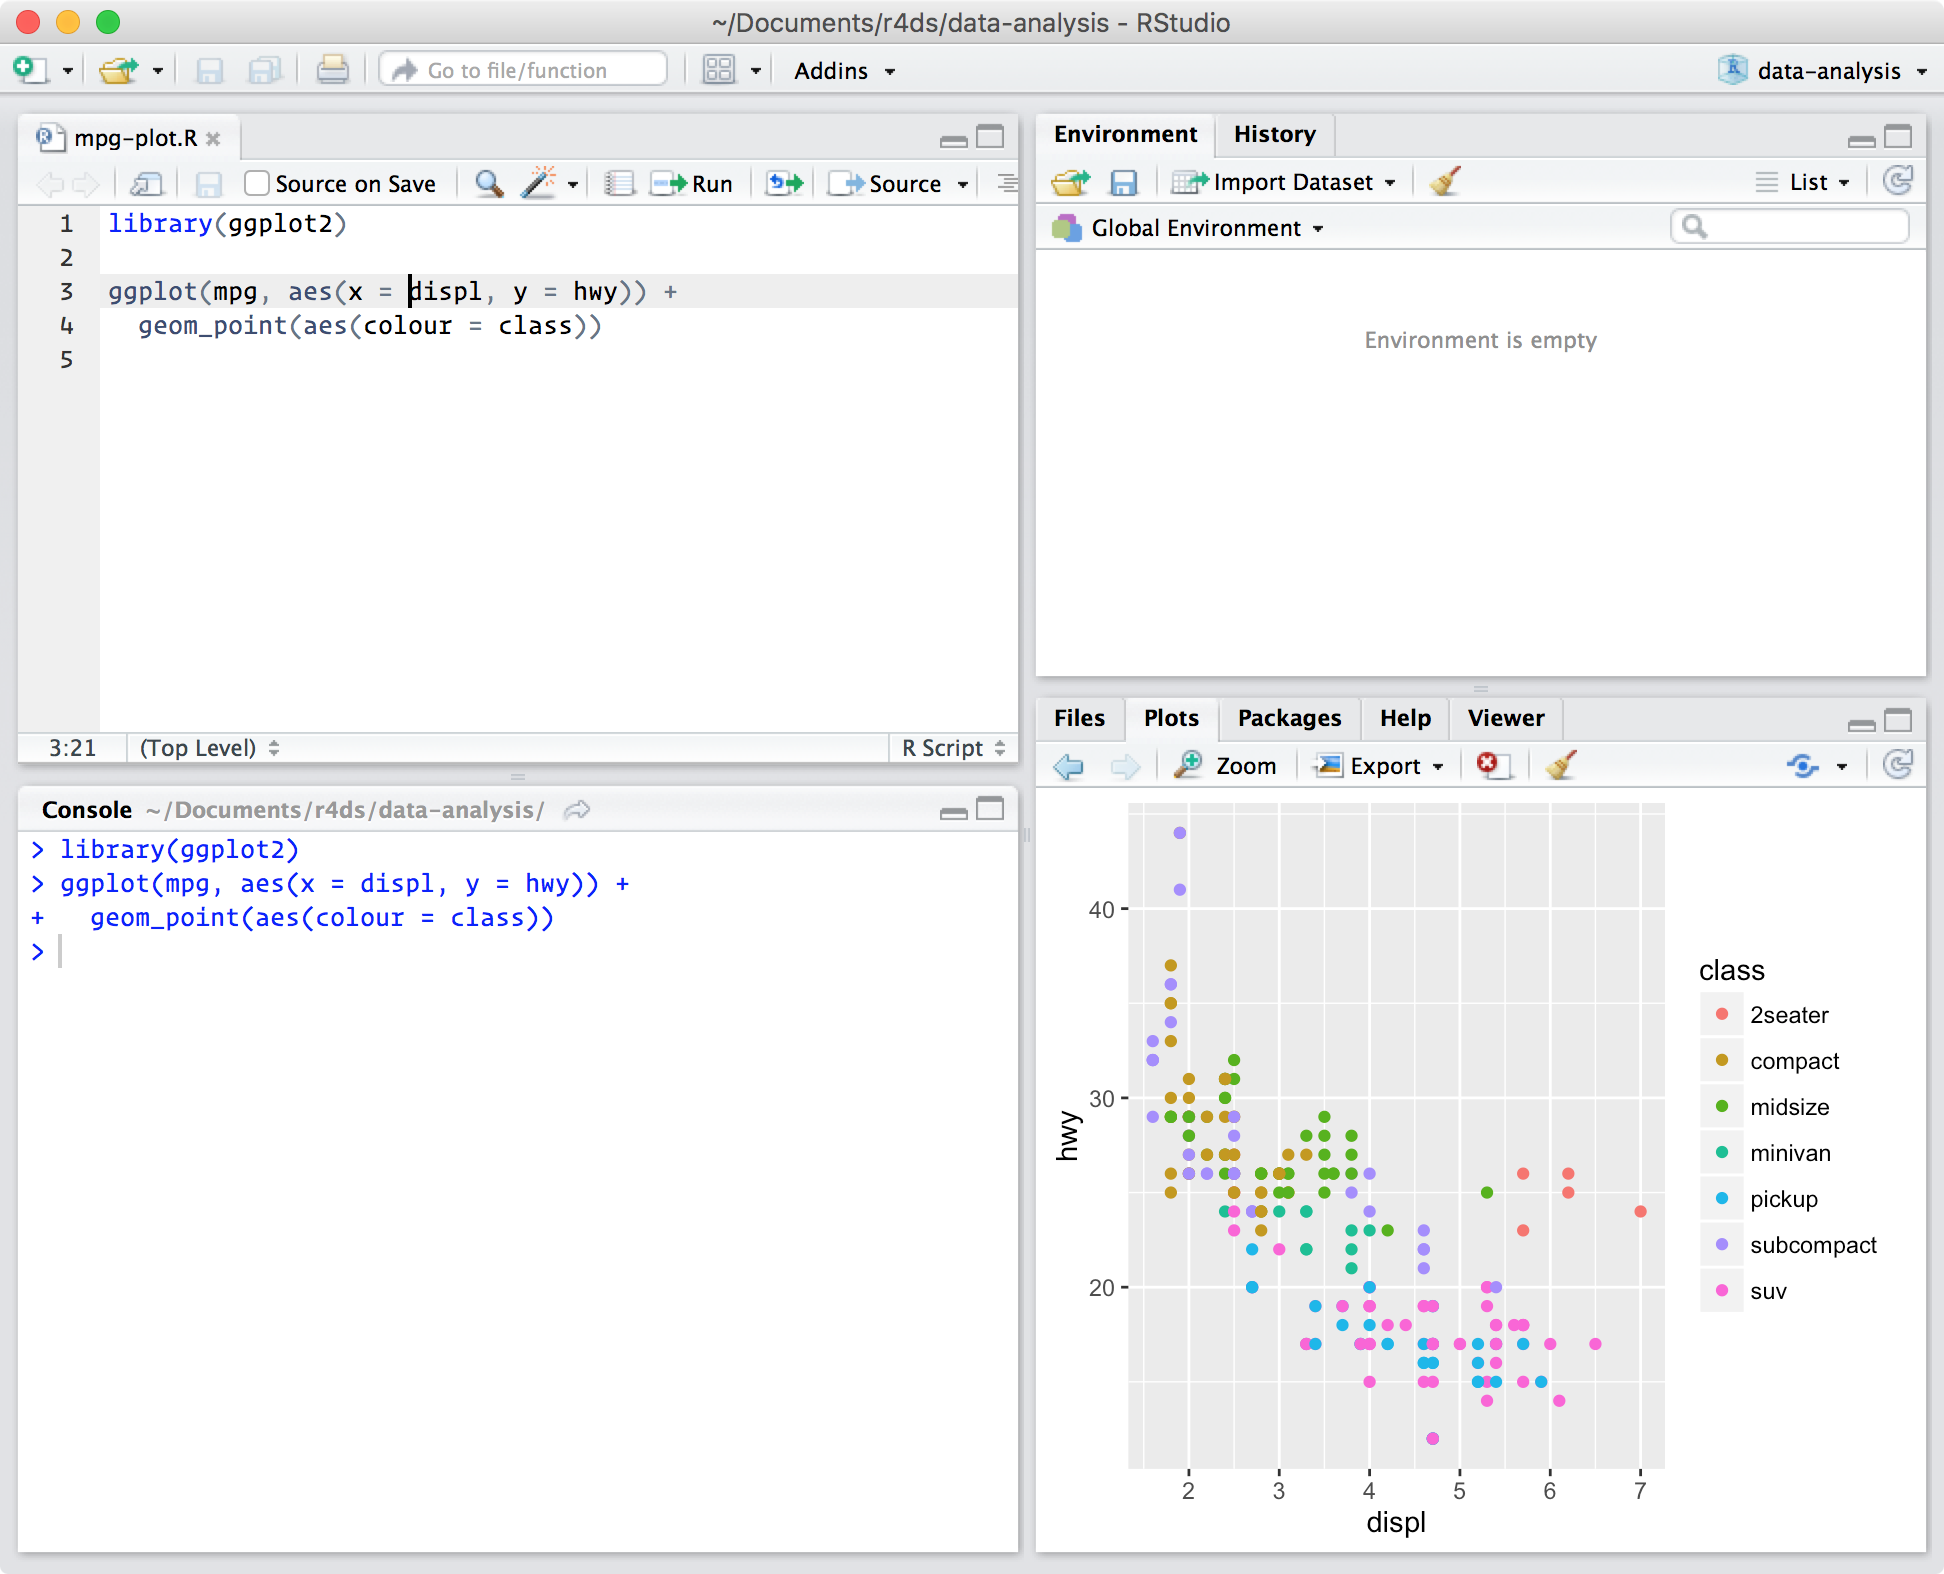 ~/Documents/r4ds/data-analysis - RStudio
Go to file/function
Addins
data-analysis
mpg-plot.R
Source on Save
Run
Source
1 library(ggplot2)
2
3 ggplot(mpg, aes(x = displ, y = hwy)) +
4   geom_point(aes(colour = class))
5
3:21 (Top Level) R Script
Console ~/Documents/r4ds/data-analysis/
> library(ggplot2)
> ggplot(mpg, aes(x = displ, y = hwy)) +
+   geom_point(aes(colour = class))
>
Environment History
Import Dataset List
Global Environment
Environment is empty
Files Plots Packages Help Viewer
Zoom Export
40
30
20
hwy
2 3 4 5 6 7
displ
class
2seater
compact
midsize
minivan
pickup
subcompact
suv